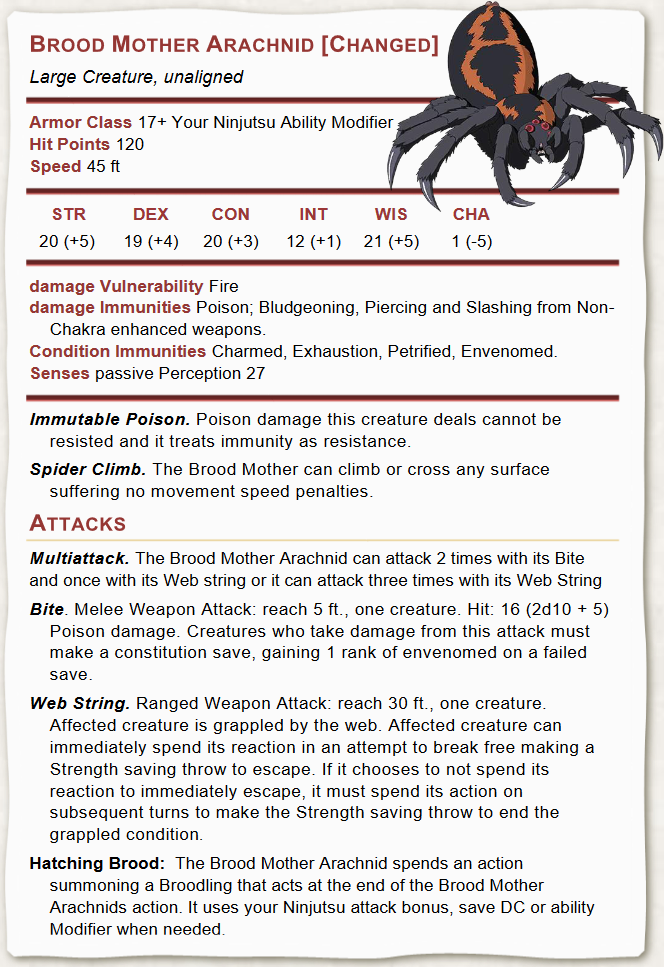 BROOD MOTHER ARACHNID [CHANGED]
Large Creature, unaligned
Armor Class 17+ Your Ninjutsu Ability Modifier
Hit Points 120
Speed 45 ft
STR DEX CON INT WIS CHA
20 (+5) 19 (+4) 20 (+3) 12 (+1) 21 (+5) 1 (-5)
damage Vulnerability Fire
damage Immunities Poison; Bludgeoning, Piercing and Slashing from Non-
Chakra enhanced weapons.
Condition Immunities Charmed, Exhaustion, Petrified, Envenomed.
Senses passive Perception 27
Immutable Poison. Poison damage this creature deals cannot be
resisted and it treats immunity as resistance.
Spider Climb. The Brood Mother can climb or cross any surface
suffering no movement speed penalties.
ATTACKS
Multiattack. The Brood Mother Arachnid can attack 2 times with its Bite
and once with its Web string or it can attack three times with its Web String
Bite. Melee Weapon Attack: reach 5 ft., one creature. Hit: 16 (2d10 + 5)
Poison damage. Creatures who take damage from this attack must
make a constitution save, gaining 1 rank of envenomed on a failed
save.
Web String. Ranged Weapon Attack: reach 30 ft., one creature.
Affected creature is grappled by the web. Affected creature can
immediately spend its reaction in an attempt to break free making a
Strength saving throw to escape. If it chooses to not spend its
reaction to immediately escape, it must spend its action on
subsequent turns to make the Strength saving throw to end the
grappled condition.
Hatching Brood: The Brood Mother Arachnid spends an action
summoning a Broodling that acts at the end of the Brood Mother
Arachnids action. It uses your Ninjutsu attack bonus, save DC or ability
Modifier when needed.